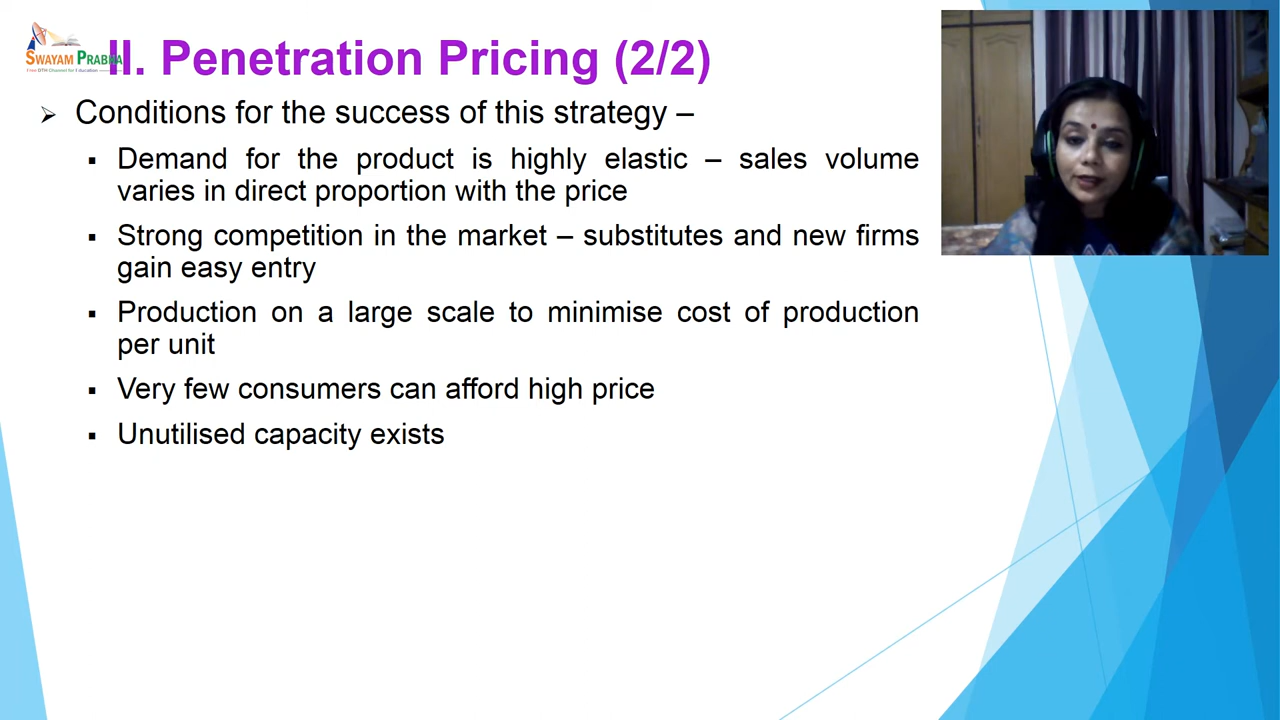 SWAYAM PRABHA
II. Penetration Pricing (2/2)
Conditions for the success of this strategy –
Demand for the product is highly elastic – sales volume
varies in direct proportion with the price
Strong competition in the market – substitutes and new firms
gain easy entry
Production on a large scale to minimise cost of production
per unit
Very few consumers can afford high price
Unutilised capacity exists